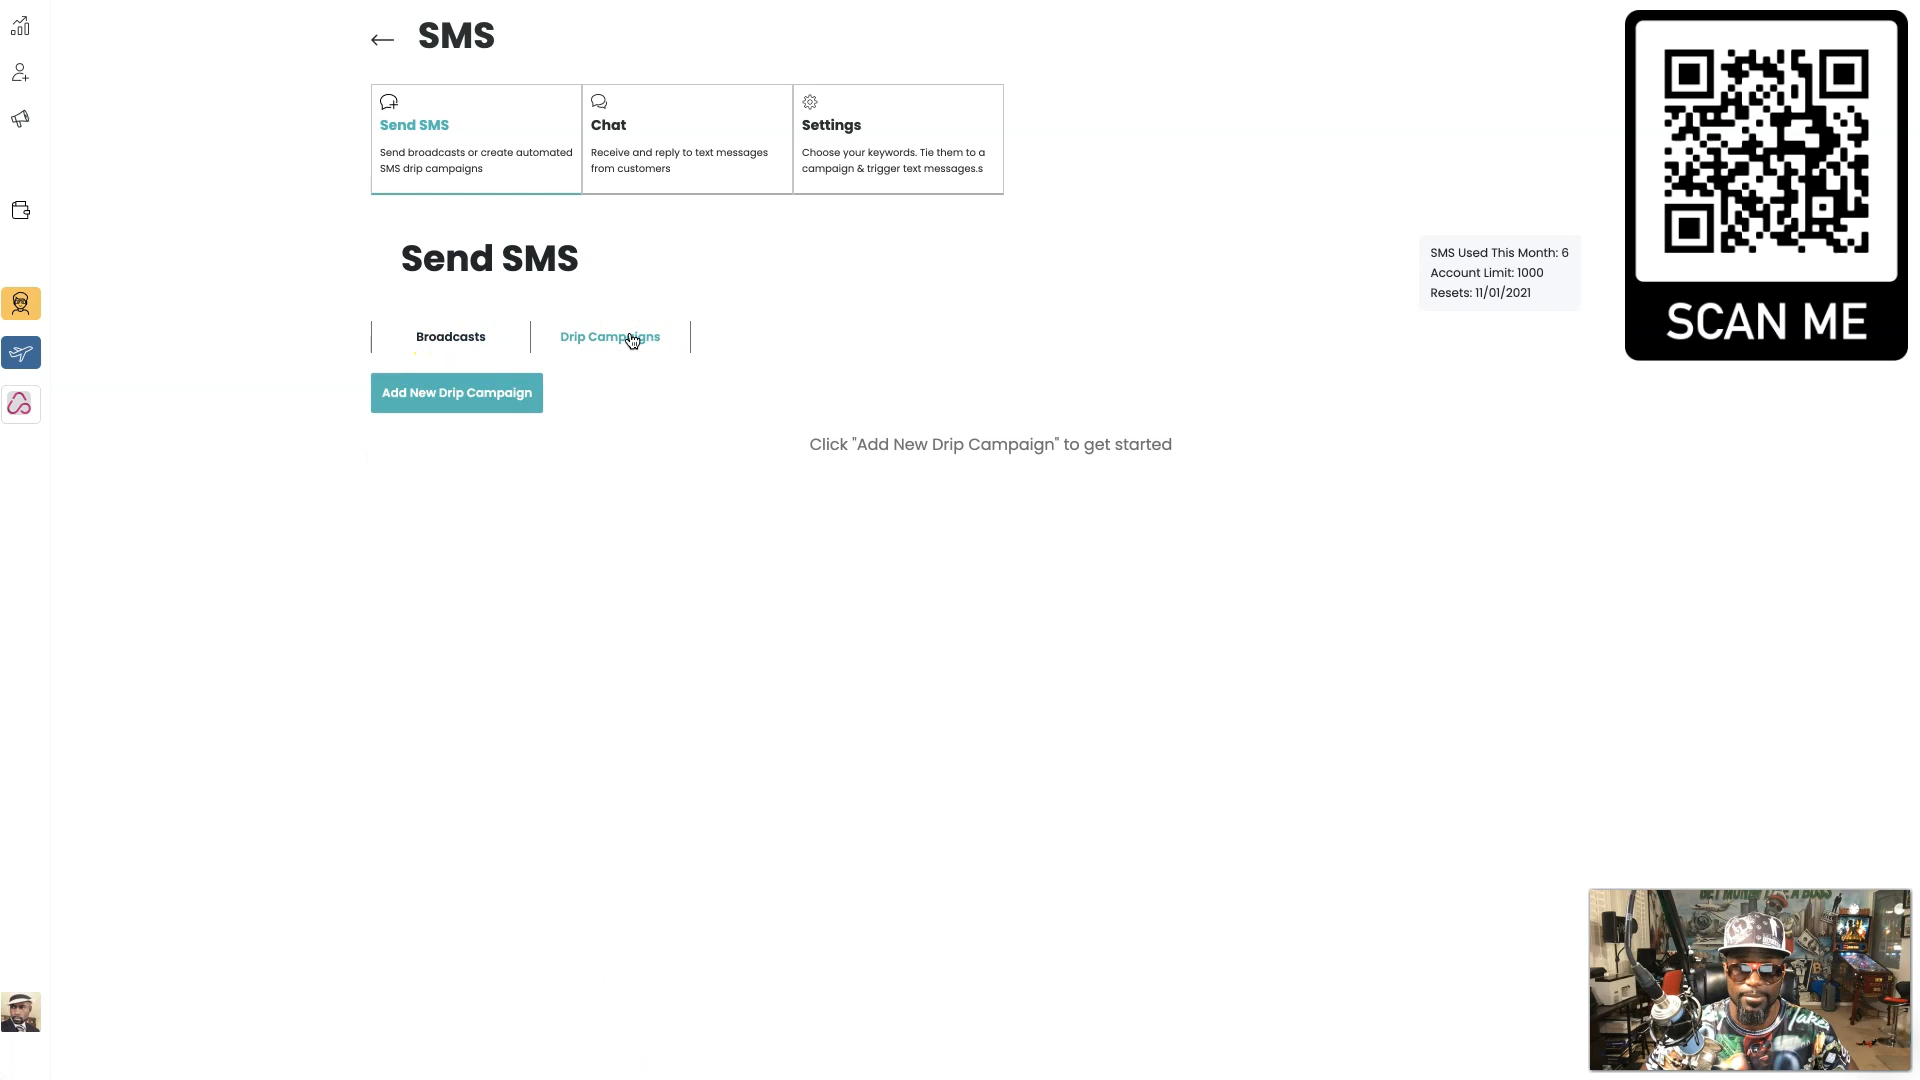 SMS
Send SMS
Send broadcasts or create automated
SMS drip campaigns
Chat
Receive and reply to text messages
from customers
Settings
Choose your keywords. Tie them to a
campaign & trigger text messages.s
SCAN ME
Send SMS
SMS Used This Month: 6
Account Limit: 1000
Resets: 11/01/2021
Broadcasts
Drip Campaigns
Add New Drip Campaign
Click "Add New Drip Campaign" to get started